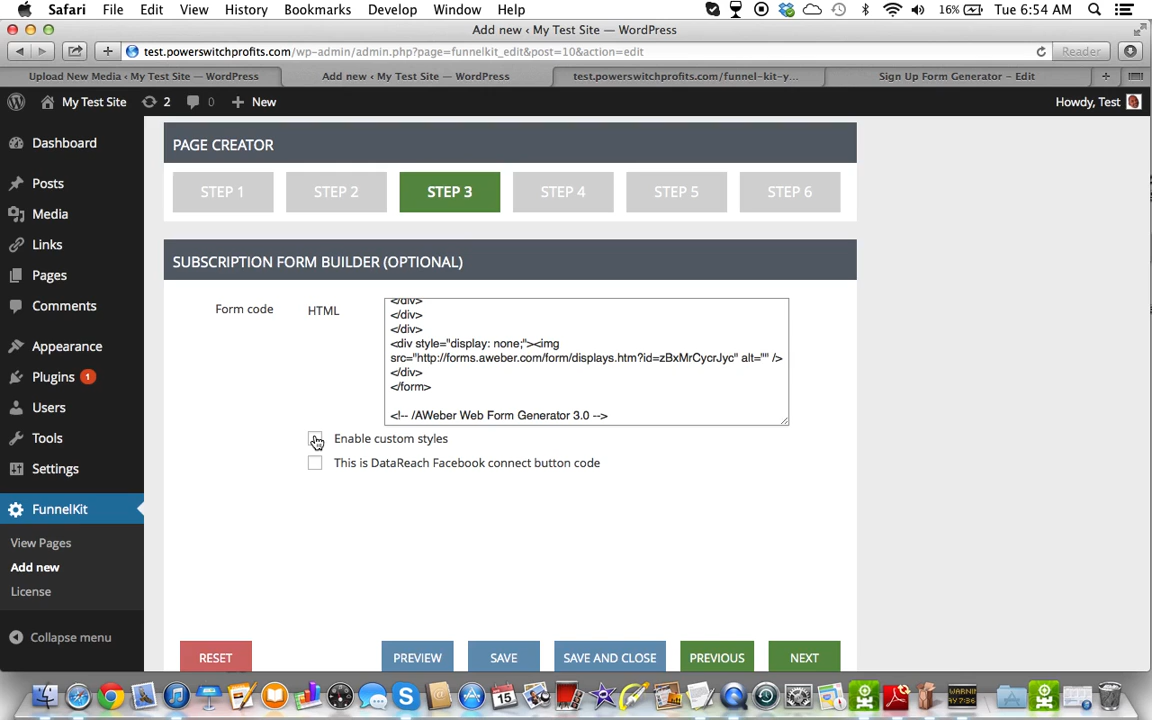 Safari File Edit View History Bookmarks Develop Window Help 16% Tue 6:54 AM
Add new ‹ My Test Site — WordPress
test.powerswitchprofits.com/wp-admin/admin.php?page=funnelkit_edit&post=10&action=edit Reader
Upload New Media ‹ My Test Site — WordPress Add new ‹ My Test Site — WordPress test.powerswitchprofits.com/funnel-kit-y... Sign Up Form Generator – Edit
My Test Site 2 0 + New Howdy, Test
Dashboard
Posts
Media
Links
Pages
Comments
Appearance
Plugins 1
Users
Tools
Settings
FunnelKit
View Pages
Add new
License
Collapse menu
PAGE CREATOR
STEP 1 STEP 2 STEP 3 STEP 4 STEP 5 STEP 6
SUBSCRIPTION FORM BUILDER (OPTIONAL)
Form code HTML
</div>
</div>
</div>
<div style="display: none;"><img
src="http://forms.aweber.com/form/displays.htm?id=zBxMrCycrJyc" alt="" />
</div>
</form>
<!-- /AWeber Web Form Generator 3.0 -->
Enable custom styles
This is DataReach Facebook connect button code
RESET PREVIEW SAVE SAVE AND CLOSE PREVIOUS NEXT